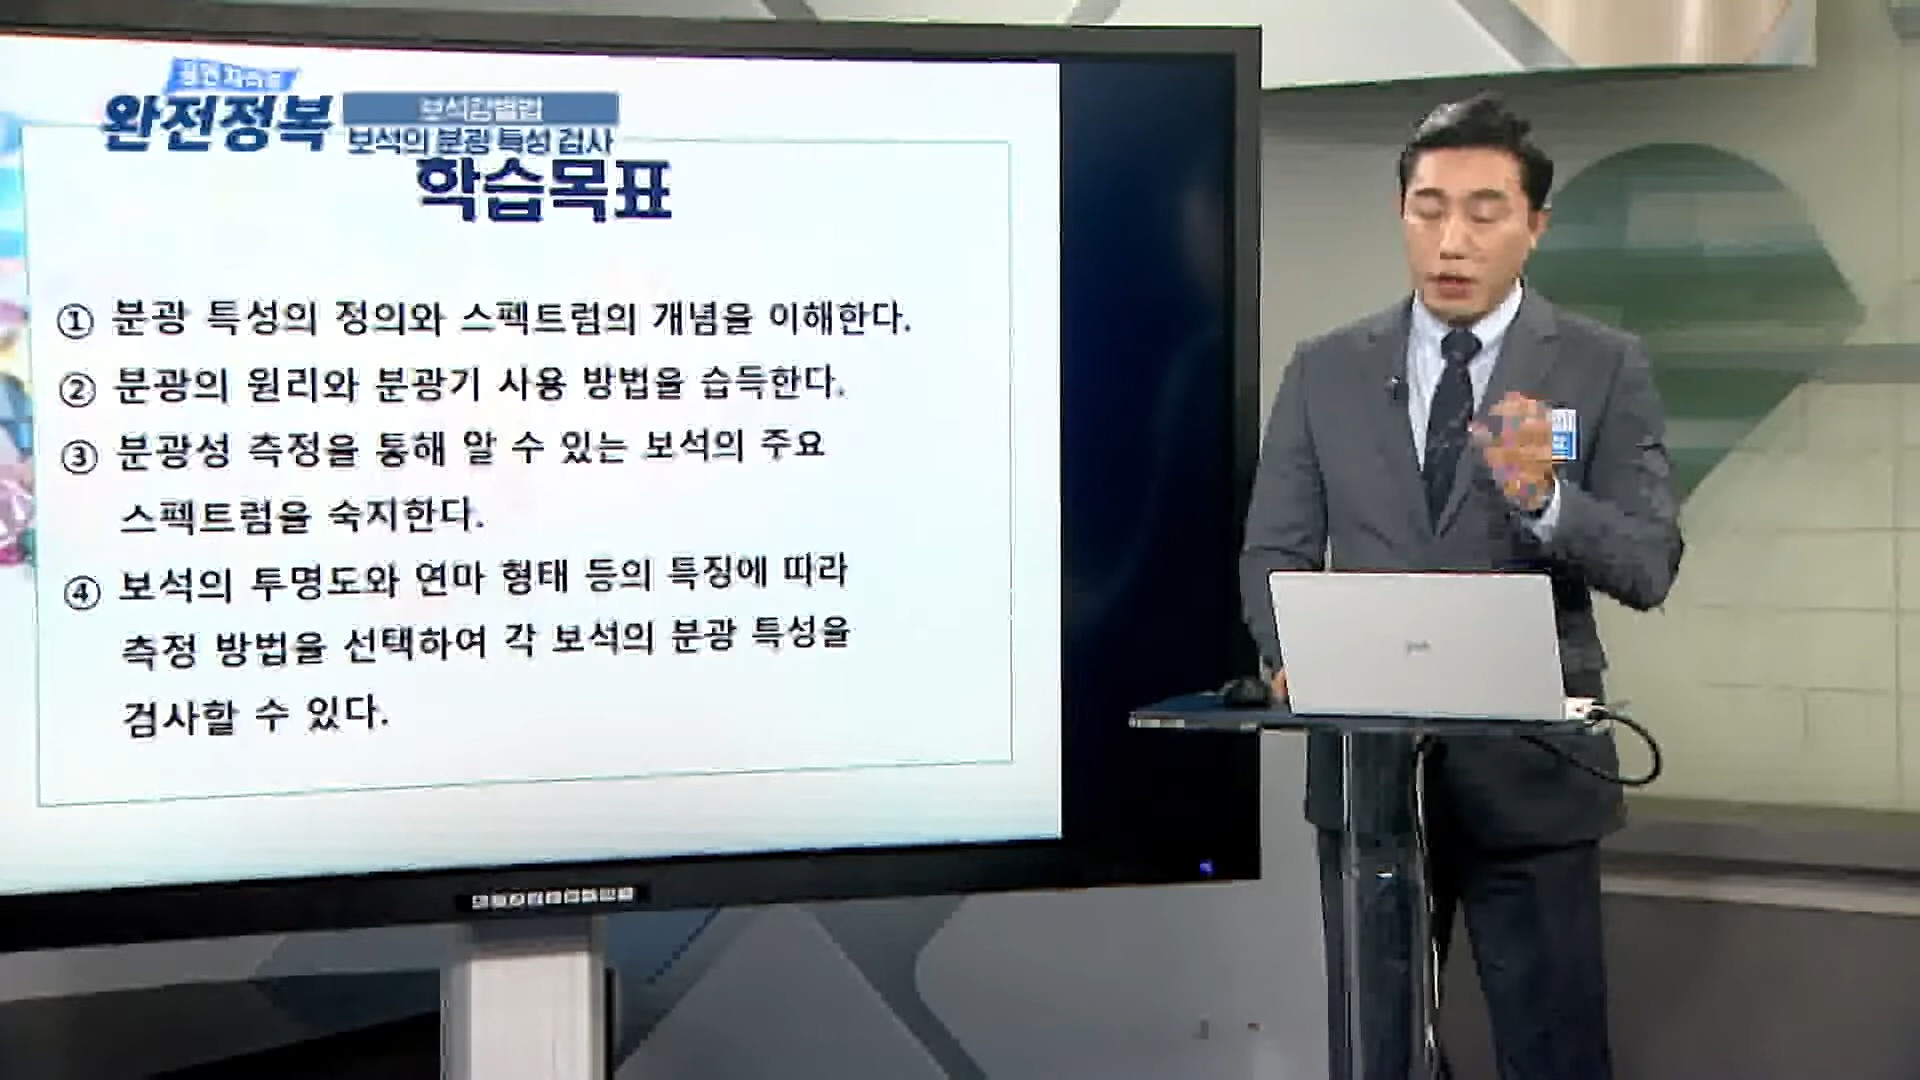 완전정복
보석감별법
보석의 분광 특성 검사
학습목표
① 분광 특성의 정의와 스펙트럼의 개념을 이해한다.
② 분광의 원리와 분광기 사용 방법을 습득한다.
③ 분광성 측정을 통해 알 수 있는 보석의 주요
스펙트럼을 숙지한다.
④ 보석의 투명도와 연마 형태 등의 특징에 따라
측정 방법을 선택하여 각 보석의 분광 특성을
검사할 수 있다.